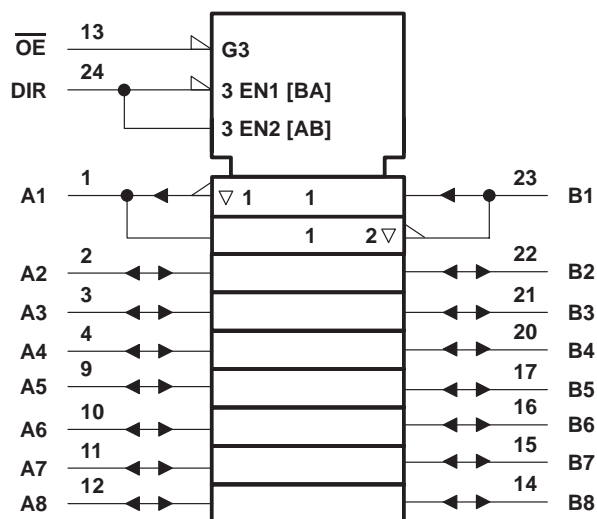 OE 13 G3
DIR 24 3 EN1 [BA]
3 EN2 [AB]
A1 1 ▽ 1 1 23 B1
1 2 ▽
A2 2 22 B2
A3 3 21 B3
A4 4 20 B4
A5 9 17 B5
A6 10 16 B6
A7 11 15 B7
A8 12 14 B8